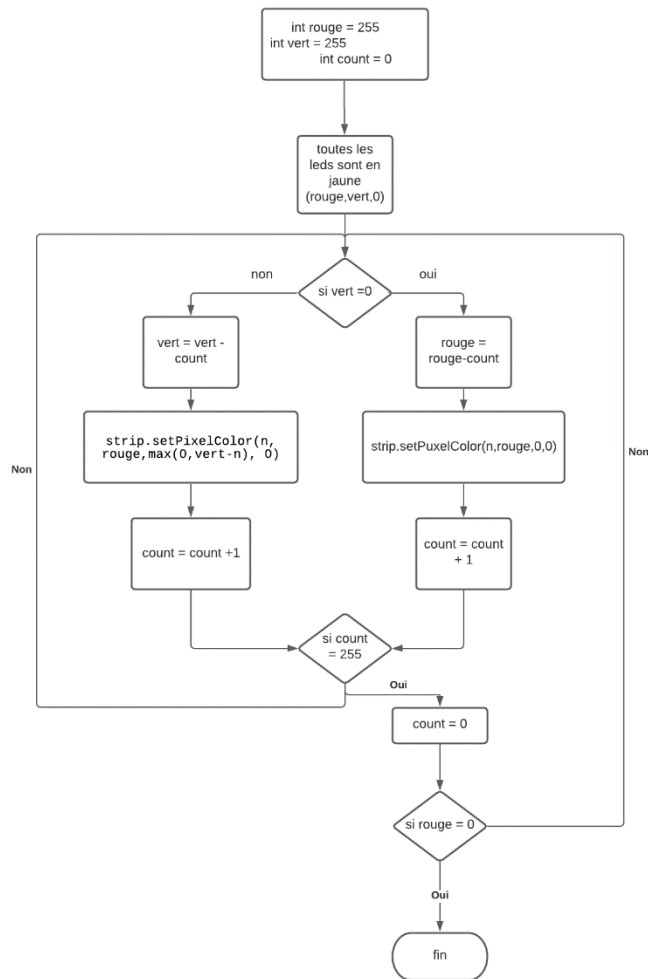 int rouge = 255
int vert = 255
int count = 0
toutes les
leds sont en
jaune
(rouge,vert,0)
non
oui
si vert =0
vert = vert -
count
rouge =
rouge-count
strip.setPixelColor(n,
rouge,max(0,vert-n), 0)
strip.setPuxelColor(n,rouge,0,0)
Non
Non
count = count +1
count = count
+ 1
si count
= 255
Oui
count = 0
si rouge = 0
Oui
fin